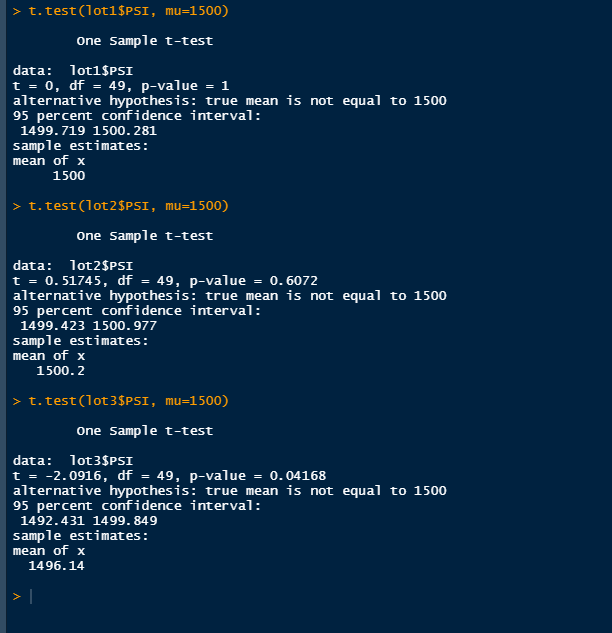 > t.test(lot1$PSI, mu=1500)
One Sample t-test
data:  lot1$PSI
t = 0, df = 49, p-value = 1
alternative hypothesis: true mean is not equal to 1500
95 percent confidence interval:
1499.719 1500.281
sample estimates:
mean of x
1500
> t.test(lot2$PSI, mu=1500)
One Sample t-test
data:  lot2$PSI
t = 0.51745, df = 49, p-value = 0.6072
alternative hypothesis: true mean is not equal to 1500
95 percent confidence interval:
1499.423 1500.977
sample estimates:
mean of x
1500.2
> t.test(lot3$PSI, mu=1500)
One Sample t-test
data:  lot3$PSI
t = -2.0916, df = 49, p-value = 0.04168
alternative hypothesis: true mean is not equal to 1500
95 percent confidence interval:
1492.431 1499.849
sample estimates:
mean of x
1496.14
>